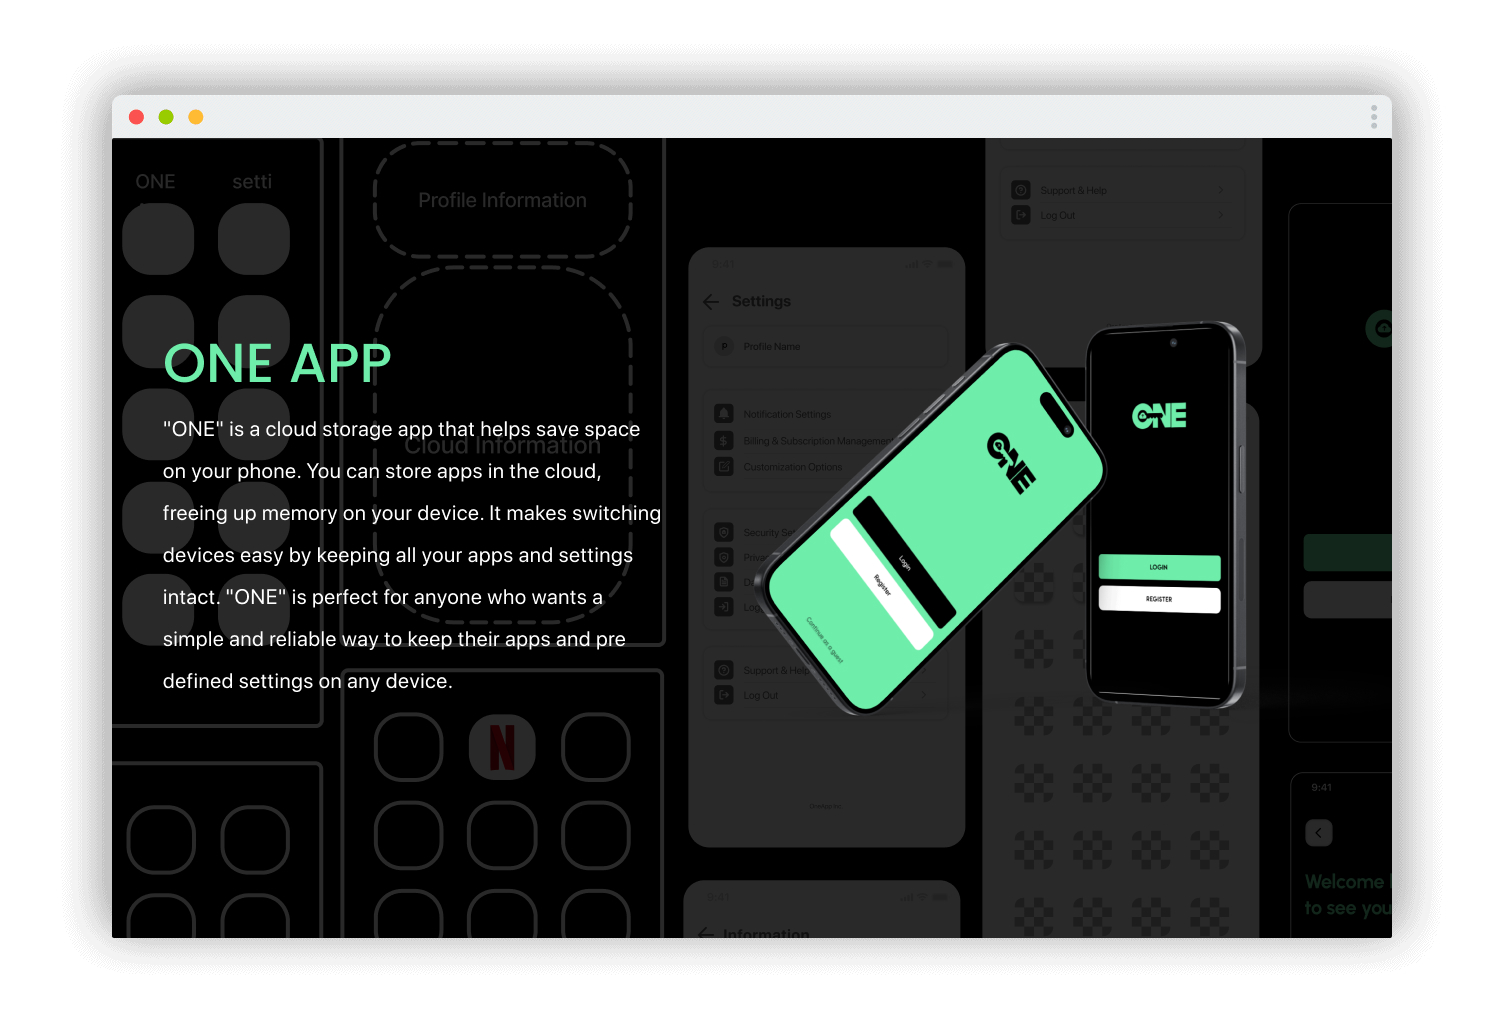 ONE
setti
Profile Information
Cloud Information
ONE APP
"ONE" is a cloud storage app that helps save space
on your phone. You can store apps in the cloud,
freeing up memory on your device. It makes switching
devices easy by keeping all your apps and settings
intact. "ONE" is perfect for anyone who wants a
simple and reliable way to keep their apps and pre
defined settings on any device.
N
9:41
Settings
P
Profile Name
Notification Settings
Billing & Subscription Management
Customization Options
Security Set
Priva
D
Log
Support & Help
Log Out
9:41
Information
Support & Help
Log Out
ONE
Login
Register
Continue as a guest
ONE
LOGIN
REGISTER
9:41
Welcome
to see you